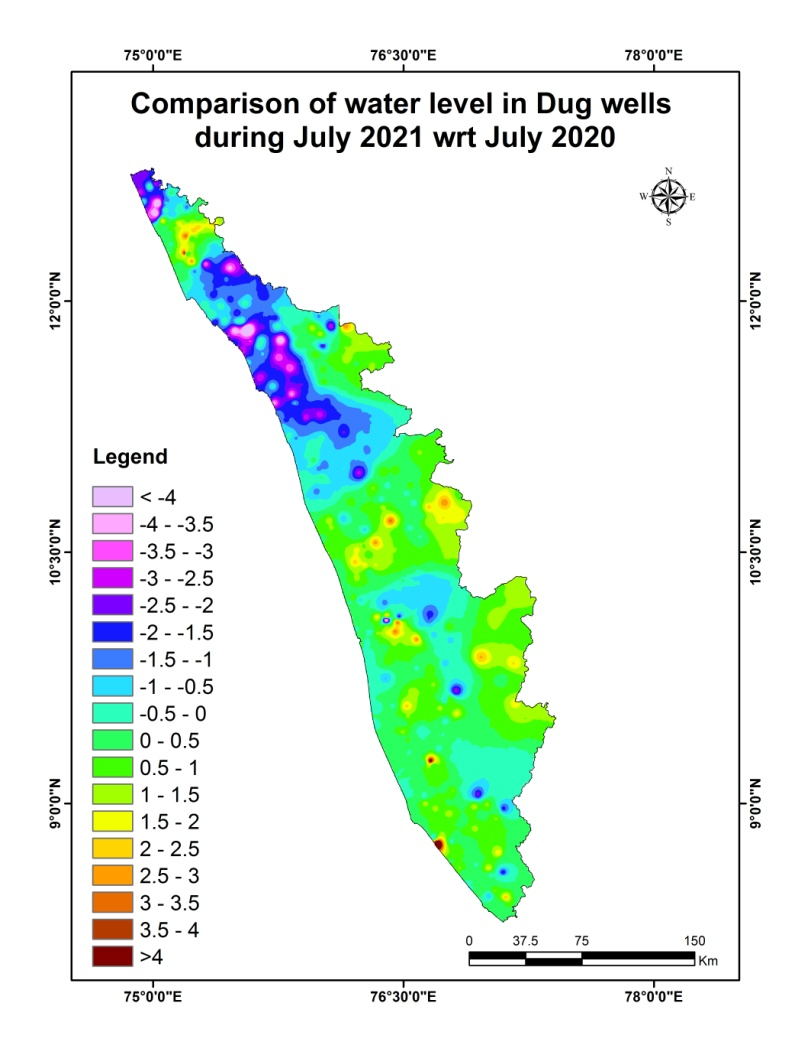 75°0'0"E 76°30'0"E 78°0'0"E
Comparison of water level in Dug wells
during July 2021 wrt July 2020
N
W E
S
12°0'0"N 12°0'0"N
Legend
< -4
-4 - -3.5
-3.5 - -3
-3 - -2.5
-2.5 - -2
-2 - -1.5
-1.5 - -1
-1 - -0.5
-0.5 - 0
0 - 0.5
0.5 - 1
1 - 1.5
1.5 - 2
2 - 2.5
2.5 - 3
3 - 3.5
3.5 - 4
>4
10°30'0"N 10°30'0"N
9°0'0"N 9°0'0"N
0 37.5 75 150
Km
75°0'0"E 76°30'0"E 78°0'0"E